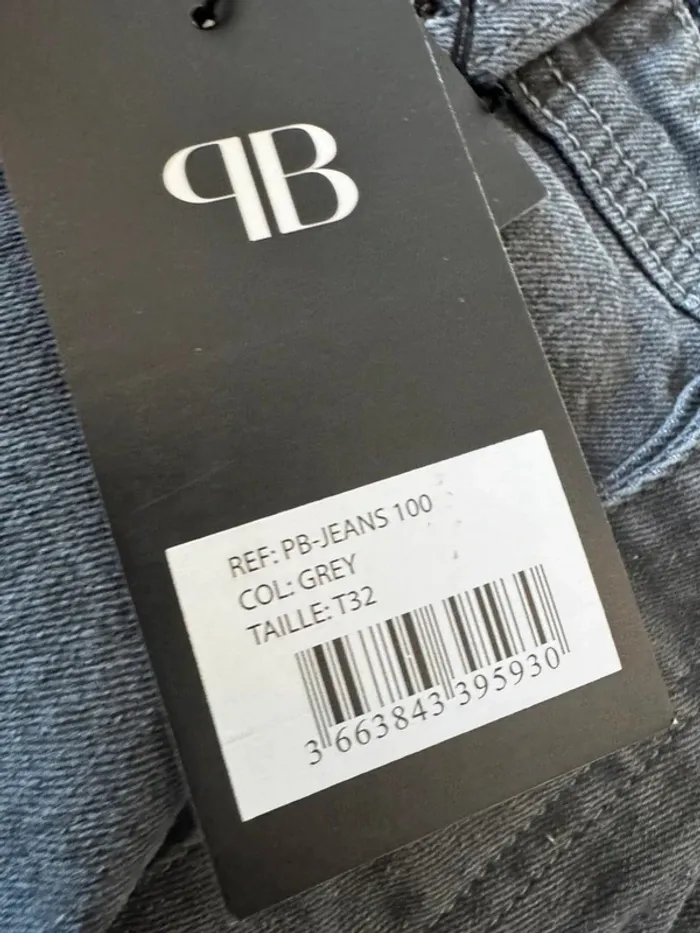 PB
REF: PB-JEANS 100
COL: GREY
TAILLE: T32
3 663843 395930